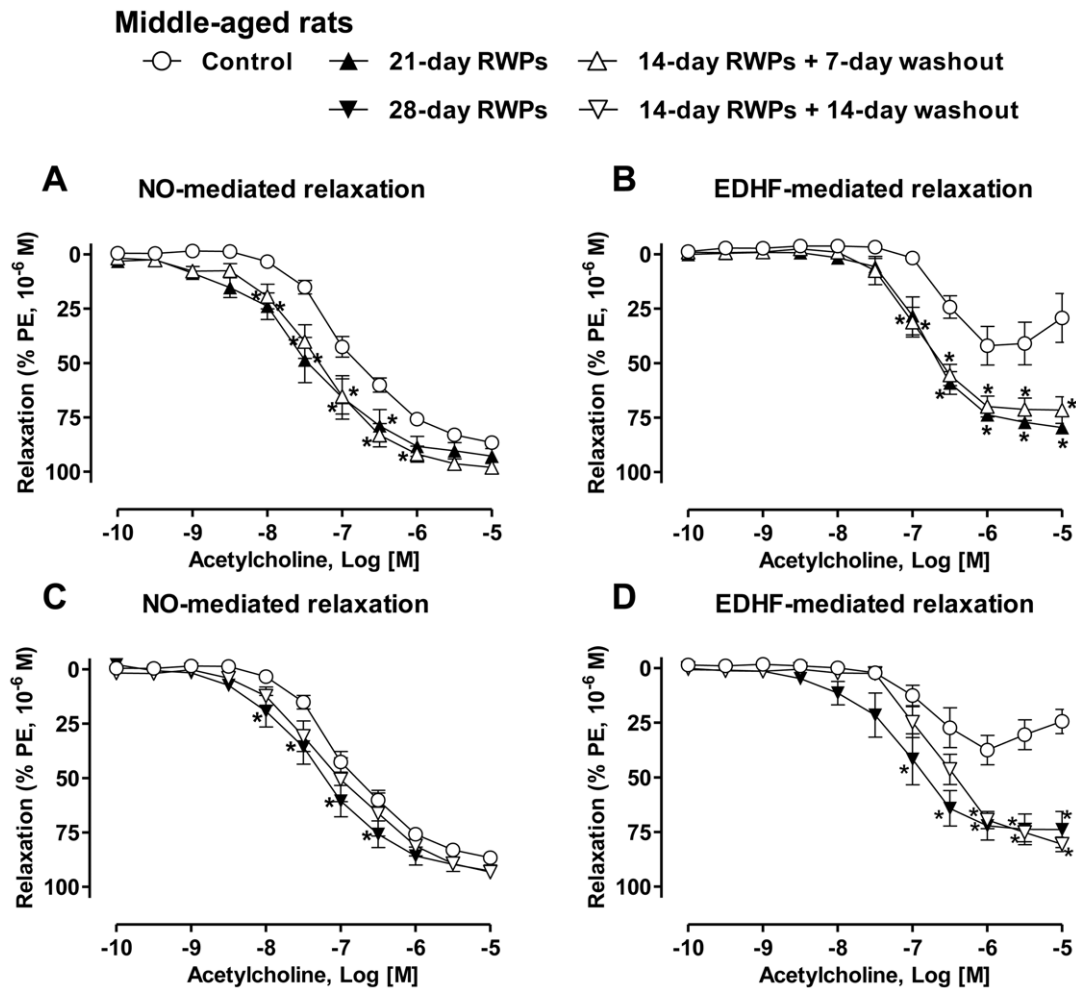 Middle-aged rats
Control 21-day RWPs 14-day RWPs + 7-day washout
28-day RWPs 14-day RWPs + 14-day washout
A NO-mediated relaxation
Relaxation (% PE, 10⁻⁶ M)
0
25
50
75
100
* * * * * * * * *
-10 -9 -8 -7 -6 -5
Acetylcholine, Log [M]
B EDHF-mediated relaxation
Relaxation (% PE, 10⁻⁶ M)
0
25
50
75
100
* * * * * * * * * *
-10 -9 -8 -7 -6 -5
Acetylcholine, Log [M]
C NO-mediated relaxation
Relaxation (% PE, 10⁻⁶ M)
0
25
50
75
100
* * * *
-10 -9 -8 -7 -6 -5
Acetylcholine, Log [M]
D EDHF-mediated relaxation
Relaxation (% PE, 10⁻⁶ M)
0
25
50
75
100
* * * * * * * *
-10 -9 -8 -7 -6 -5
Acetylcholine, Log [M]